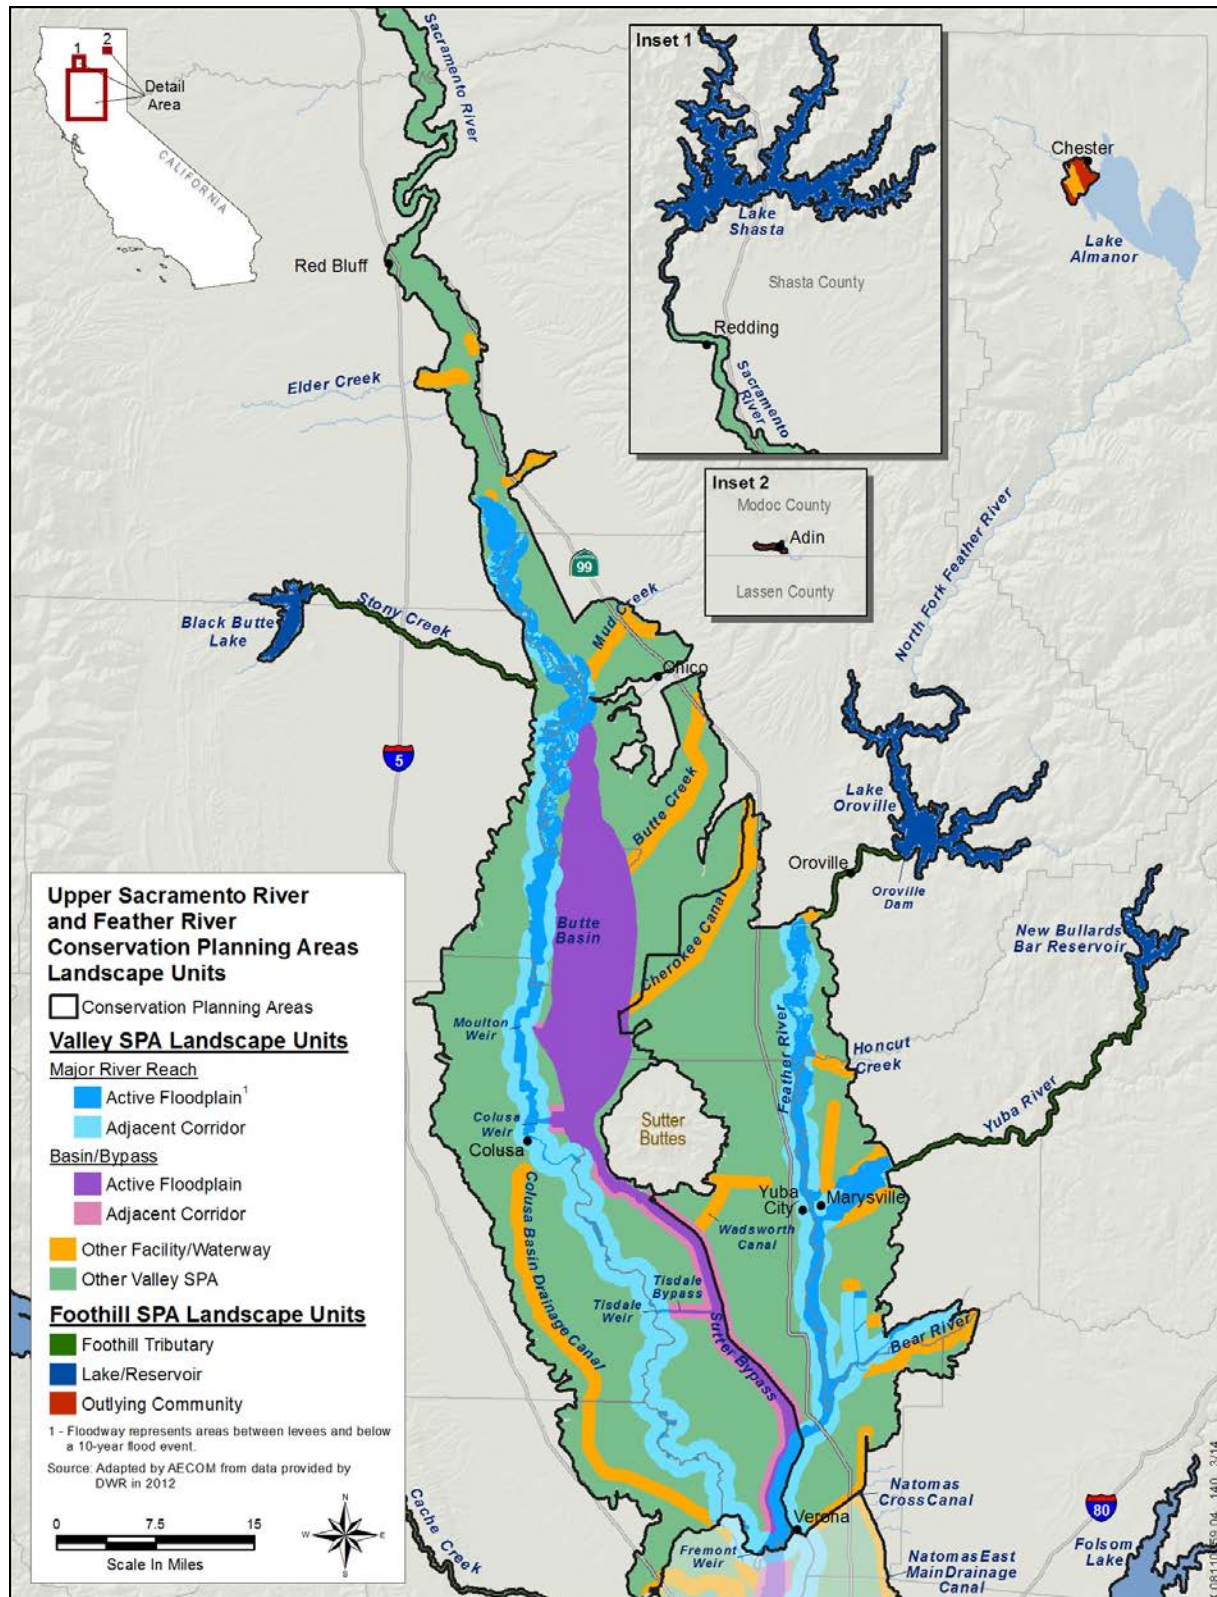 1
2
Detail
Area
CALIFORNIA
Sacramento River
Inset 1
Lake
Shasta
Shasta County
Redding
Sacramento
River
Chester
Lake
Almanor
Red Bluff
Elder Creek
Inset 2
Modoc County
Adin
Lassen County
North Fork Feather River
99
Black Butte
Lake
Stony Creek
Mud Creek
Chico
5
Butte Creek
Lake
Oroville
Oroville
Oroville
Dam
New Bullards
Bar Reservoir
Cherokee Canal
Butte
Basin
Moulton
Weir
Feather River
Honcut
Creek
Yuba River
Colusa
Weir
Colusa
Sutter
Buttes
Yuba
City
Marysville
Wadsworth
Canal
Colusa Basin Drainage Canal
Tisdale
Bypass
Tisdale
Weir
Sutter Bypass
Bear River
Natomas
Cross Canal
Verona
Fremont
Weir
Natomas East
Main Drainage
Canal
80
Folsom
Lake
Cache Creek
Upper Sacramento River
and Feather River
Conservation Planning Areas
Landscape Units
Conservation Planning Areas
Valley SPA Landscape Units
Major River Reach
Active Floodplain1
Adjacent Corridor
Basin/Bypass
Active Floodplain
Adjacent Corridor
Other Facility/Waterway
Other Valley SPA
Foothill SPA Landscape Units
Foothill Tributary
Lake/Reservoir
Outlying Community
1 - Floodway represents areas between levees and below
a 10-year flood event.
Source: Adapted by AECOM from data provided by
DWR in 2012
0 7.5 15
Scale In Miles
N
W E
S